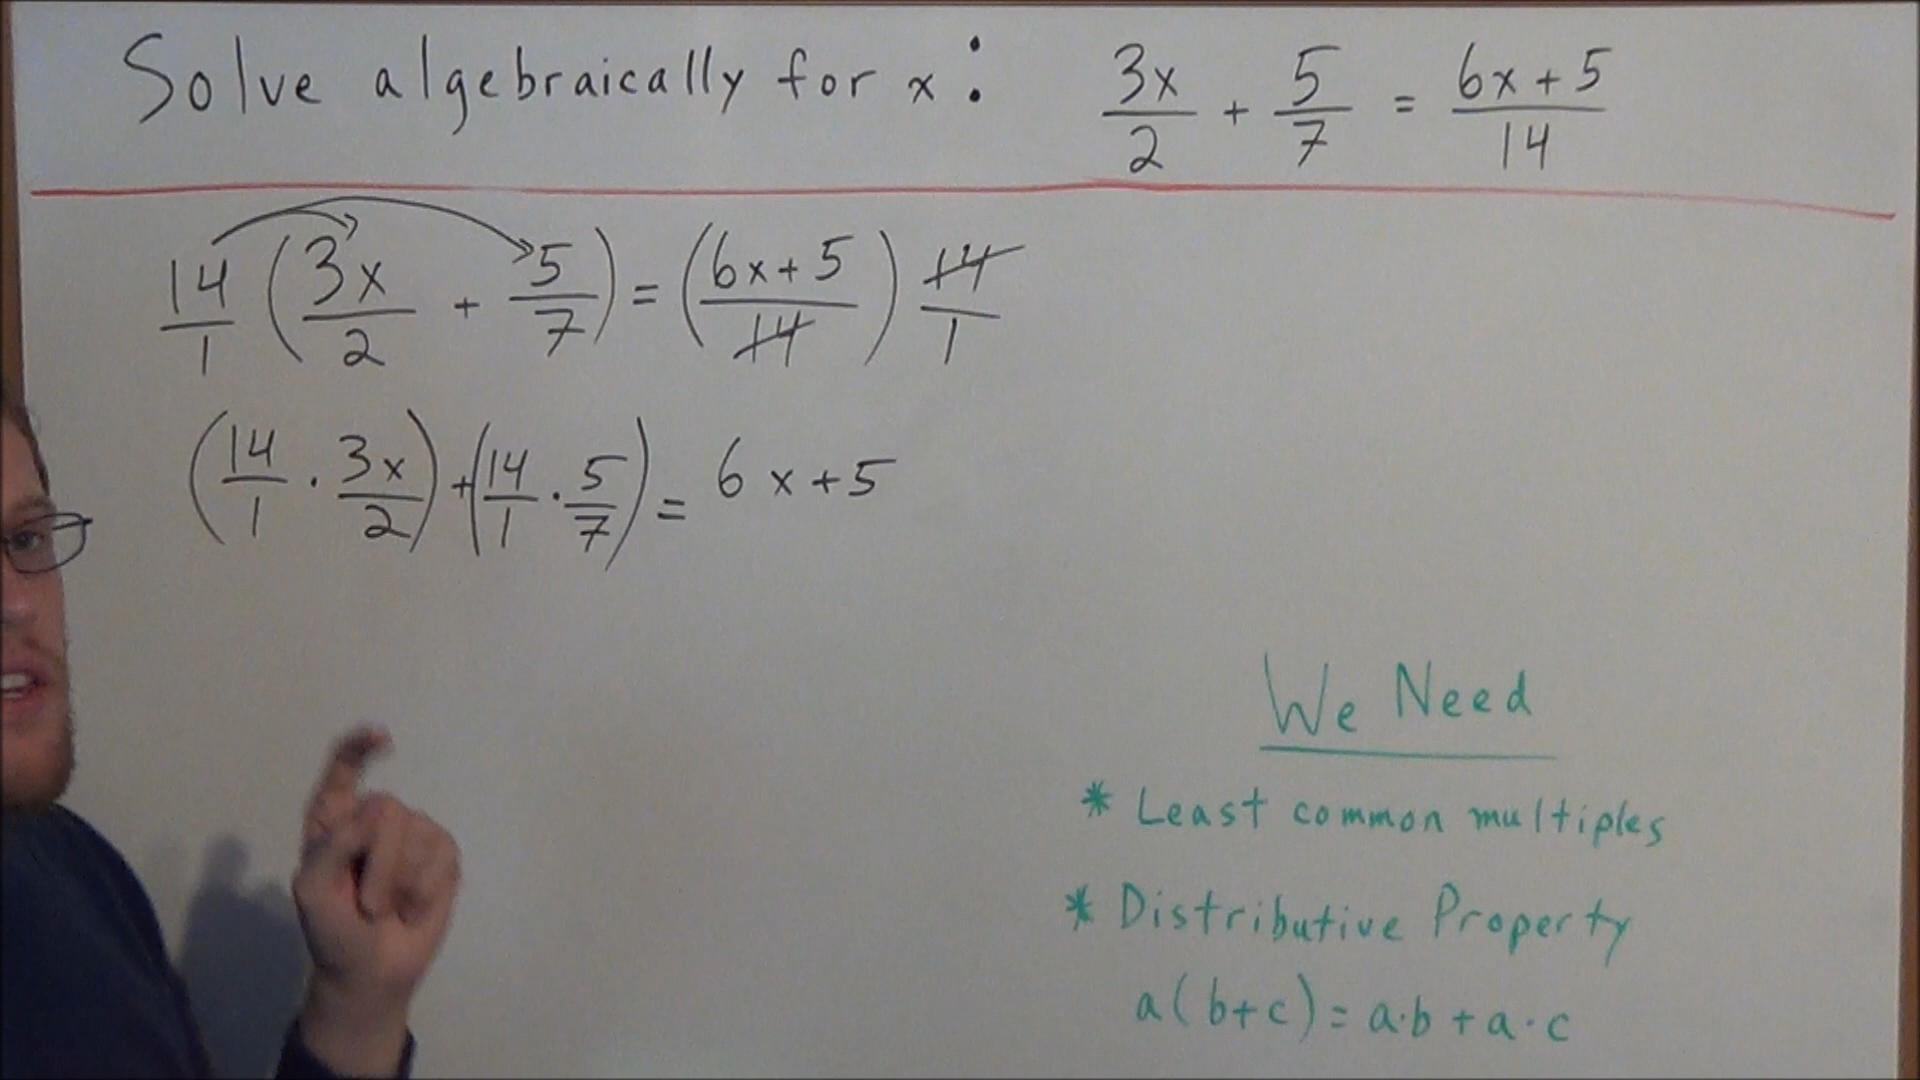 Solve algebraically for x: 3x/2 + 5/7 = 6x+5/14
14/1 (3x/2 + 5/7) = (6x+5/14) 14/1
(14/1 · 3x/2) + (14/1 · 5/7) = 6x+5
We Need
* Least common multiples
* Distributive Property
a(b+c) = a·b + a·c